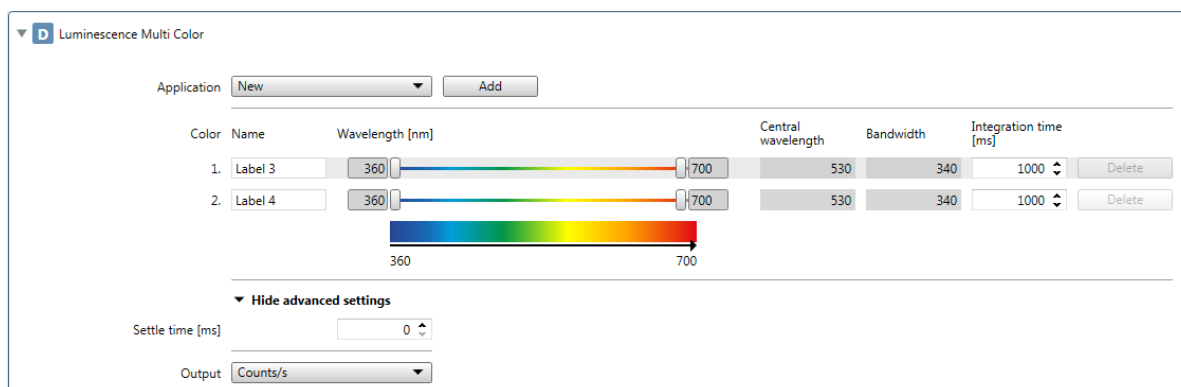 D Luminescence Multi Color
Application New Add
Color Name Wavelength [nm] Central wavelength Bandwidth Integration time [ms]
1. Label 3 360 700 530 340 1000 Delete
2. Label 4 360 700 530 340 1000 Delete
360 700
Hide advanced settings
Settle time [ms] 0
Output Counts/s